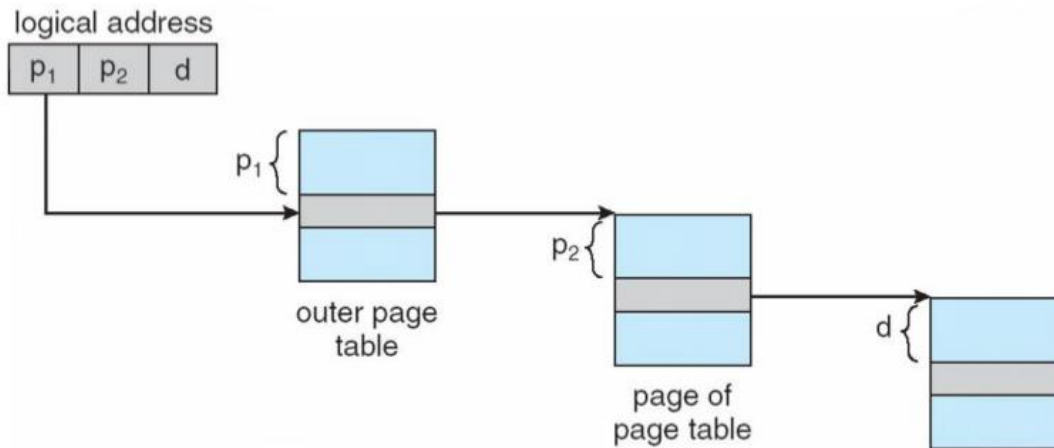 logical address
p₁ p₂ d
p₁
outer page
table
p₂
page of
page table
d